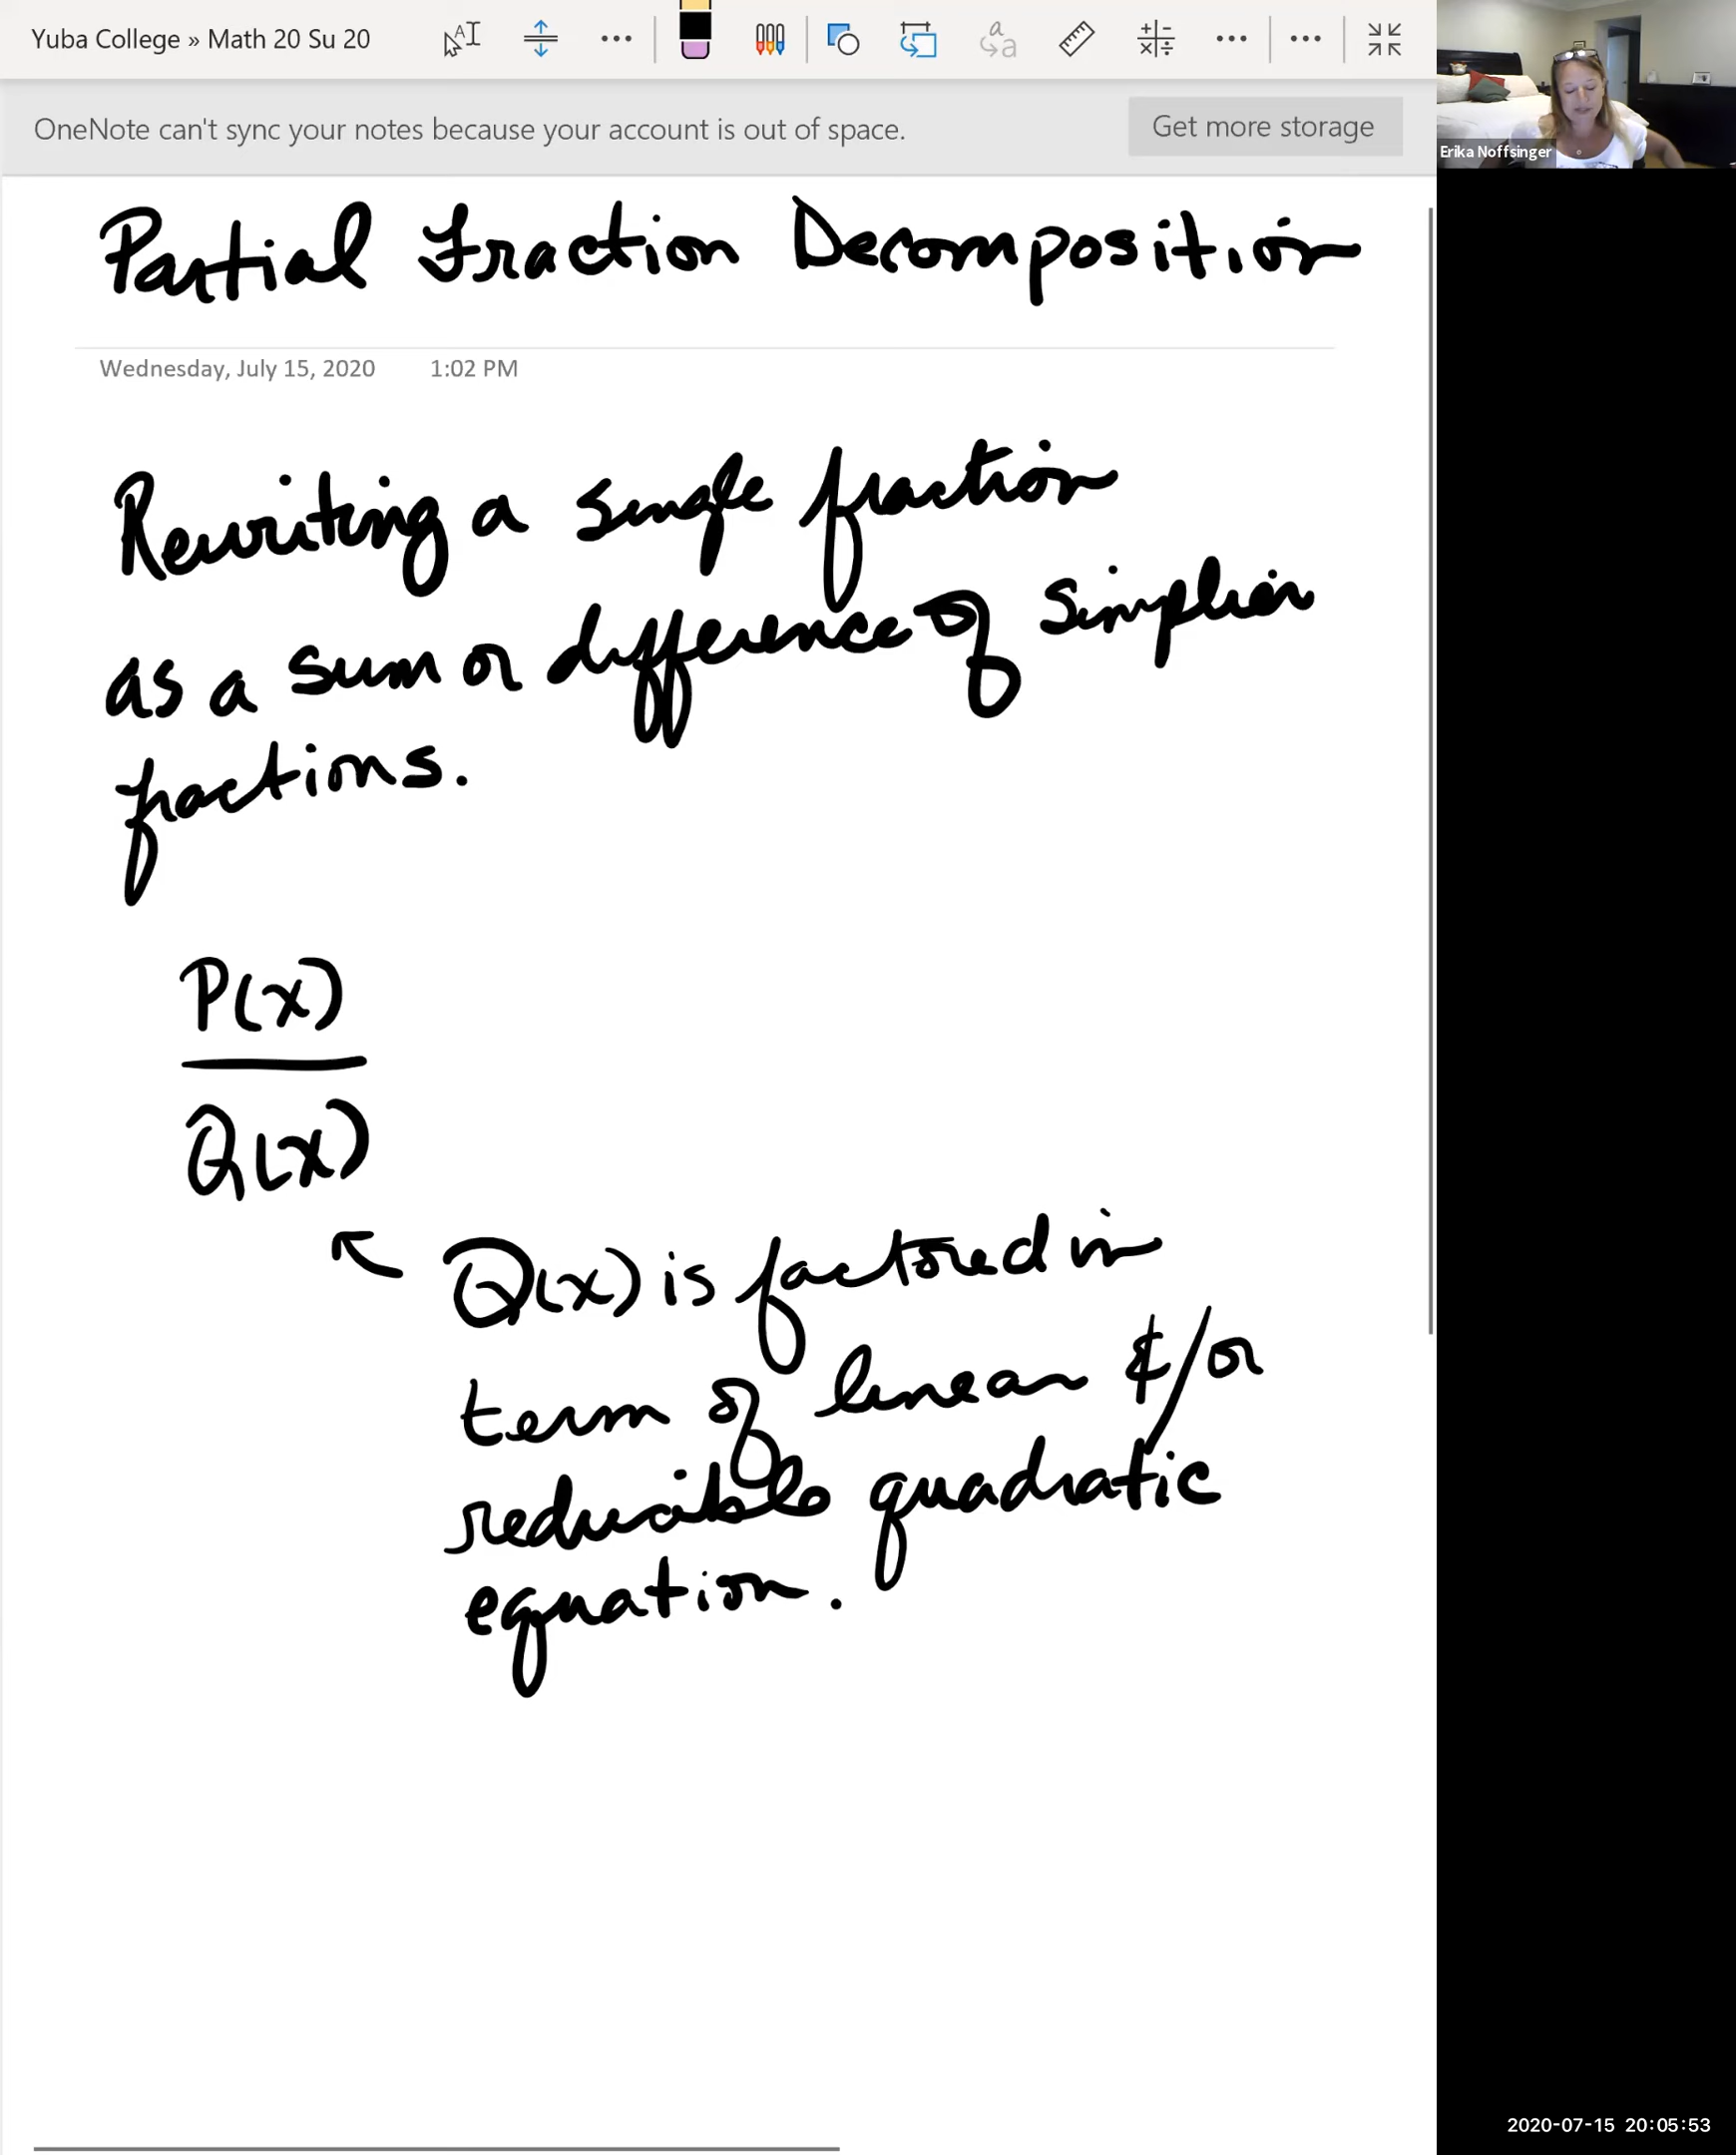 Yuba College » Math 20 Su 20
OneNote can't sync your notes because your account is out of space.
Get more storage
Erika Noffsinger
Partial Fraction Decomposition
Wednesday, July 15, 2020 1:02 PM
Rewriting a single fraction
as a sum or difference of simplier
fractions.
P(x)
Q(x)
Q(x) is factored in
term of linear &/or
reducible quadratic
equation.
2020-07-15 20:05:53